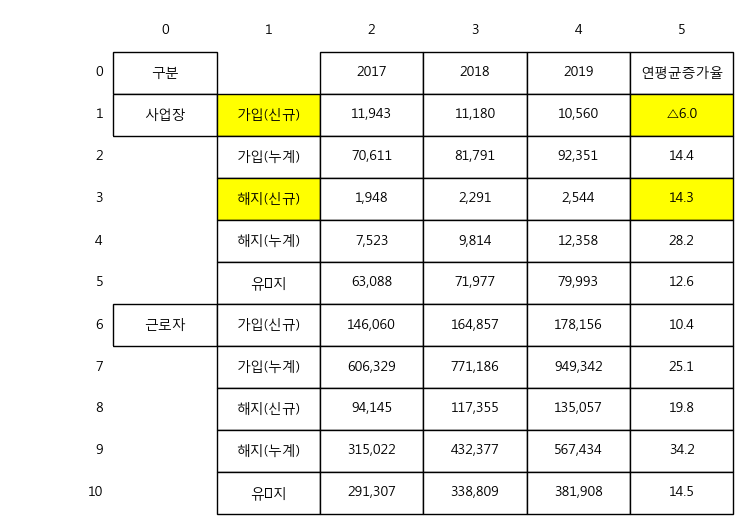 0 1 2 3 4 5
0 구분 2017 2018 2019 연평균증가율
1 사업장 가입(신규) 11,943 11,180 10,560 △6.0
2 가입(누계) 70,611 81,791 92,351 14.4
3 해지(신규) 1,948 2,291 2,544 14.3
4 해지(누계) 7,523 9,814 12,358 28.2
5 유□지 63,088 71,977 79,993 12.6
6 근로자 가입(신규) 146,060 164,857 178,156 10.4
7 가입(누계) 606,329 771,186 949,342 25.1
8 해지(신규) 94,145 117,355 135,057 19.8
9 해지(누계) 315,022 432,377 567,434 34.2
10 유□지 291,307 338,809 381,908 14.5